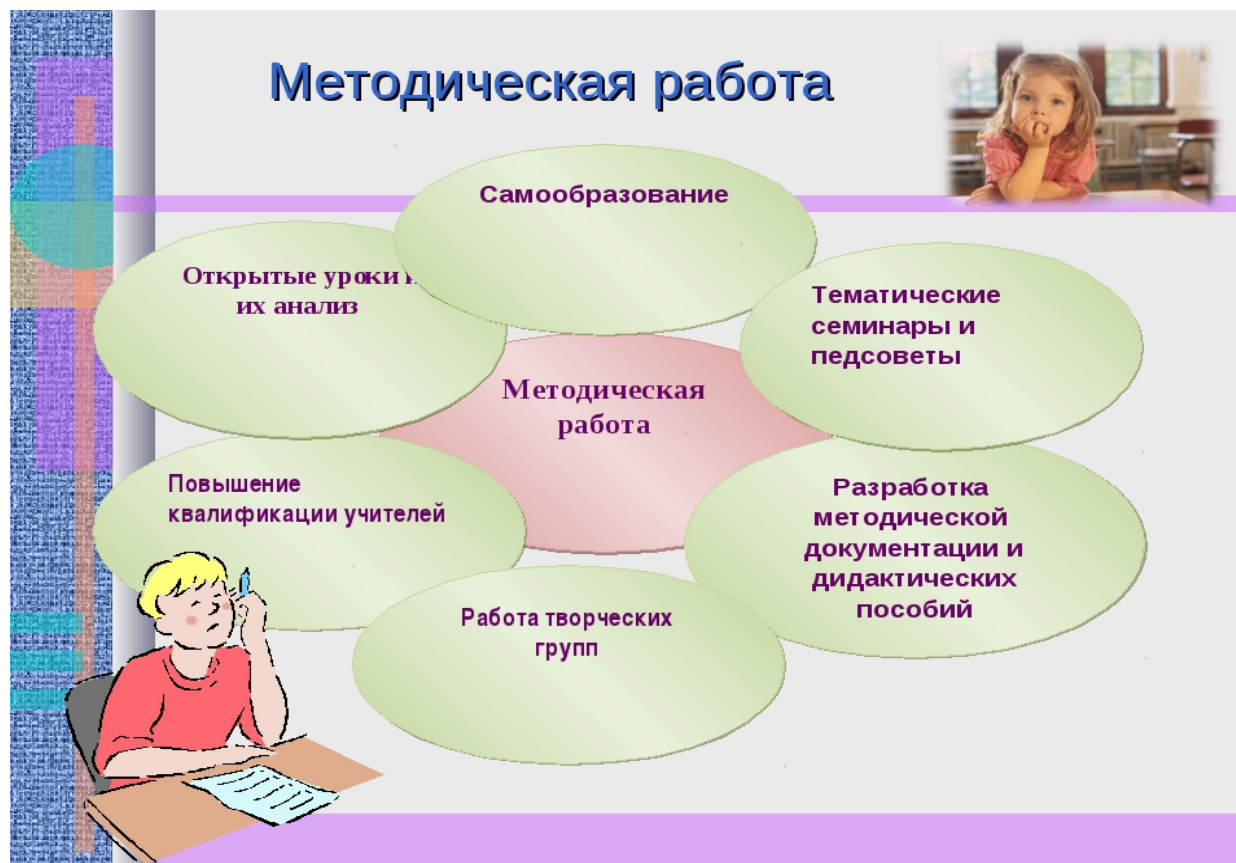 Методическая работа
Самообразование
Открытые уроки и
их анализ
Тематические
семинары и
педсоветы
Методическая
работа
Повышение
квалификации учителей
Разработка
методической
документации и
дидактических
пособий
Работа творческих
групп